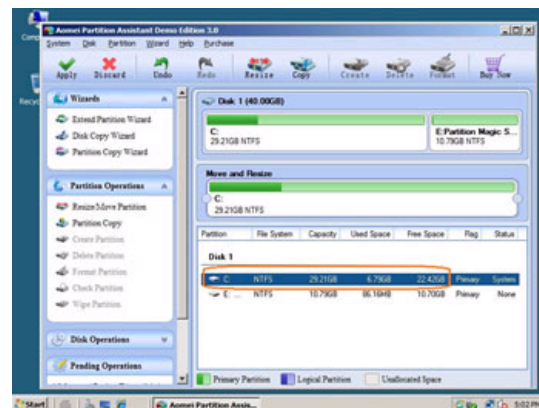 Aomei Partition Assistant Demo Edition 3.0
System Disk Partition Wizard Help Purchase
Apply Discard Undo Redo Resize Copy Create Delete Format Buy Now
Wizards
Extend Partition Wizard
Disk Copy Wizard
Partition Copy Wizard
Partition Operations
Resize/Move Partition
Partition Copy
Create Partition
Delete Partition
Format Partition
Check Partition
Wipe Partition
Disk Operations
Pending Operations
Disk 1 (40.00GB)
C:
29.21GB NTFS
E:Partition Magic S...
10.79GB NTFS
Move and Resize
C:
29.21GB NTFS
Partition File System Capacity Used Space Free Space Flag Status
Disk 1
C: NTFS 29.21GB 6.79GB 22.42GB Primary System
E: ... NTFS 10.79GB 86.16MB 10.70GB Primary None
Primary Partition Logical Partition Unallocated Space
Start
Aomei Partition Assis...
5:02 PM